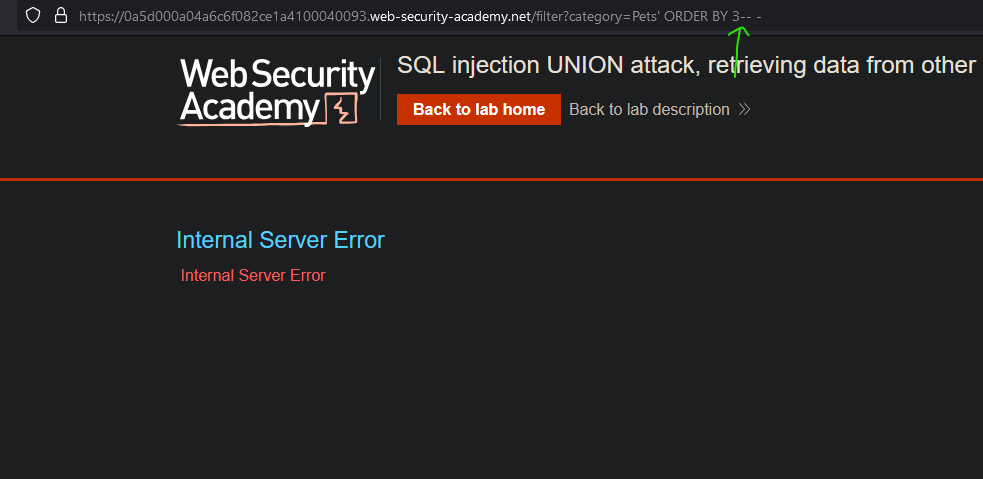 https://0a5d000a04a6c6f082ce1a4100040093.web-security-academy.net/filter?category=Pets' ORDER BY 3-- -
Web Security
Academy
SQL injection UNION attack, retrieving data from other
Back to lab home
Back to lab description
Internal Server Error
Internal Server Error